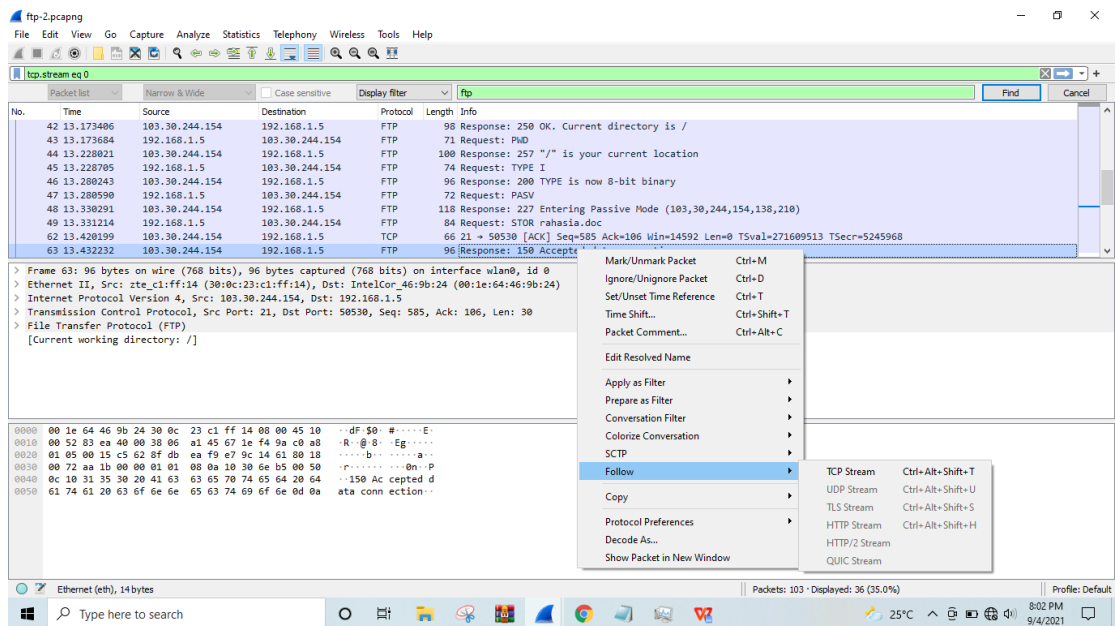 ftp-2.pcapng
File Edit View Go Capture Analyze Statistics Telephony Wireless Tools Help
tcp.stream eq 0
Packet list Narrow & Wide Case sensitive Display filter ftp Find Cancel
No. Time Source Destination Protocol Length Info
42 13.173406 103.30.244.154 192.168.1.5 FTP 98 Response: 250 OK. Current directory is /
43 13.173684 192.168.1.5 103.30.244.154 FTP 71 Request: PWD
44 13.228021 103.30.244.154 192.168.1.5 FTP 100 Response: 257 "/" is your current location
45 13.228705 192.168.1.5 103.30.244.154 FTP 74 Request: TYPE I
46 13.280243 103.30.244.154 192.168.1.5 FTP 96 Response: 200 TYPE is now 8-bit binary
47 13.280590 192.168.1.5 103.30.244.154 FTP 72 Request: PASV
48 13.330291 103.30.244.154 192.168.1.5 FTP 118 Response: 227 Entering Passive Mode (103,30,244,154,138,210)
49 13.331214 192.168.1.5 103.30.244.154 FTP 84 Request: STOR rahasia.doc
62 13.420199 103.30.244.154 192.168.1.5 TCP 66 21 → 50530 [ACK] Seq=585 Ack=106 Win=14592 Len=0 TSval=271609513 TSecr=5245968
63 13.432232 103.30.244.154 192.168.1.5 FTP 96 Response: 150 Accepte
> Frame 63: 96 bytes on wire (768 bits), 96 bytes captured (768 bits) on interface wlan0, id 0
> Ethernet II, Src: zte_c1:ff:14 (30:0c:23:c1:ff:14), Dst: IntelCor_46:9b:24 (00:1e:64:46:9b:24)
> Internet Protocol Version 4, Src: 103.30.244.154, Dst: 192.168.1.5
> Transmission Control Protocol, Src Port: 21, Dst Port: 50530, Seq: 585, Ack: 106, Len: 30
> File Transfer Protocol (FTP)
[Current working directory: /]
Mark/Unmark Packet Ctrl+M
Ignore/Unignore Packet Ctrl+D
Set/Unset Time Reference Ctrl+T
Time Shift... Ctrl+Shift+T
Packet Comment... Ctrl+Alt+C
Edit Resolved Name
Apply as Filter
Prepare as Filter
Conversation Filter
Colorize Conversation
SCTP
Follow
Copy
Protocol Preferences
Decode As...
Show Packet in New Window
TCP Stream Ctrl+Alt+Shift+T
UDP Stream Ctrl+Alt+Shift+U
TLS Stream Ctrl+Alt+Shift+S
HTTP Stream Ctrl+Alt+Shift+H
HTTP/2 Stream
QUIC Stream
0000 00 1e 64 46 9b 24 30 0c 23 c1 ff 14 08 00 45 10 ··dF·$0· #·····E·
0010 00 52 83 ea 40 00 38 06 a1 45 67 1e f4 9a c0 a8 ·R··@·8· ·Eg·····
0020 01 05 00 15 c5 62 8f db ea f9 e7 9c 14 61 80 18 ·····b·· ·····a··
0030 00 72 aa 1b 00 00 01 01 08 0a 10 30 6e b5 00 50 ·r······ ···0n··P
0040 0c 10 31 35 30 20 41 63 63 65 70 74 65 64 20 64 ··150 Ac cepted d
0050 61 74 61 20 63 6f 6e 6e 65 63 74 69 6f 6e 0d 0a ata conn ection··
Ethernet (eth), 14 bytes Packets: 103 · Displayed: 36 (35.0%) Profile: Default
Type here to search 25°C 8:02 PM
9/4/2021